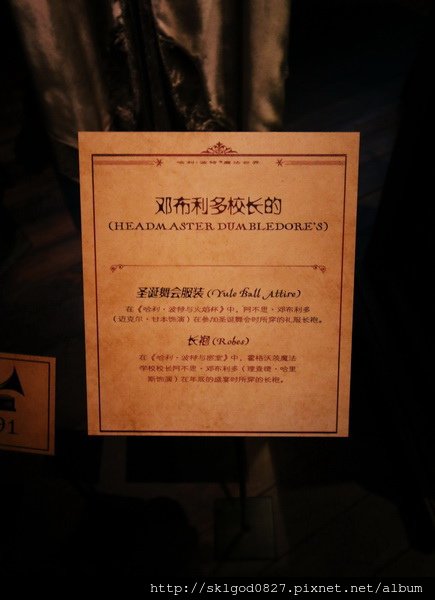 哈利·波特™魔法世界
邓布利多校长的
(HEADMASTER DUMBLEDORE'S)
圣诞舞会服装 (Yule Ball Attire)
在《哈利·波特与火焰杯》中，阿不思·邓布利多
(迈克尔·甘本饰演) 在参加圣诞舞会时所穿的礼服长袍。
长袍 (Robes)
在《哈利·波特与密室》中，霍格沃茨魔法
学校校长阿不思·邓布利多 (理查德·哈里
斯饰演) 在年底的盛宴时所穿的长袍。
91
http://sklgod0827.pixnet.net/album